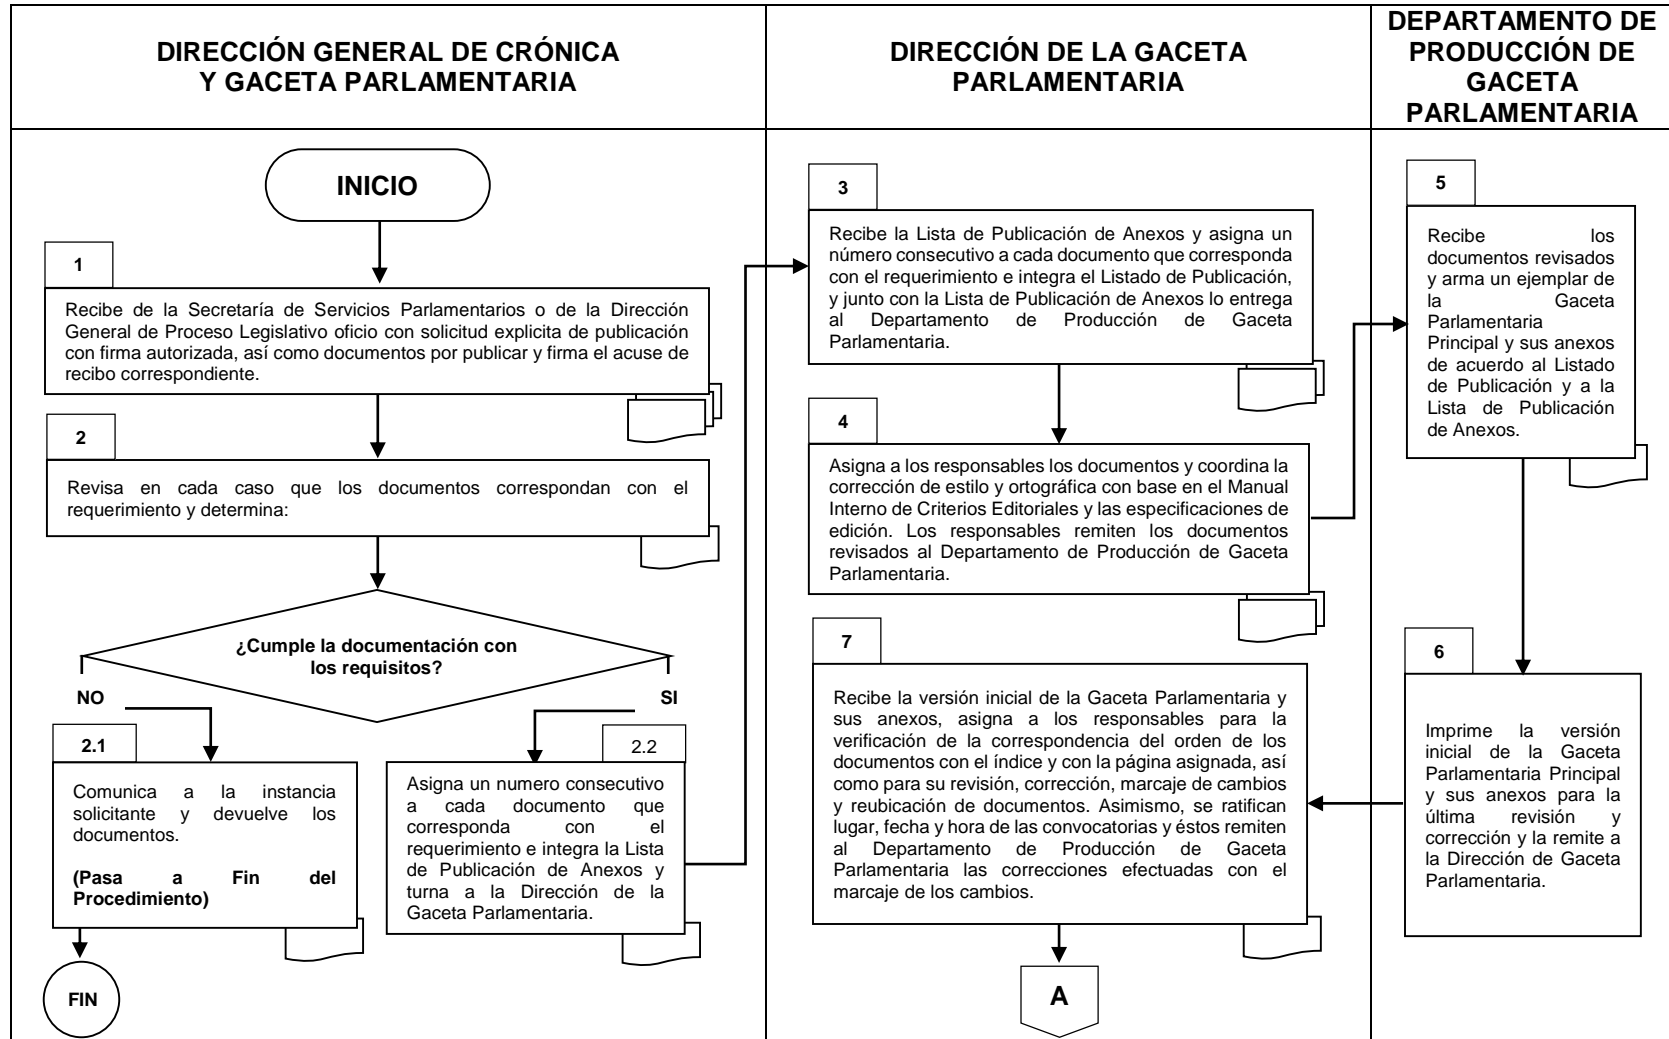 DIRECCIÓN GENERAL DE CRÓNICA
Y GACETA PARLAMENTARIA
DIRECCIÓN DE LA GACETA
PARLAMENTARIA
DEPARTAMENTO DE
PRODUCCIÓN DE
GACETA
PARLAMENTARIA
INICIO
1
Recibe de la Secretaría de Servicios Parlamentarios o de la Dirección
General de Proceso Legislativo oficio con solicitud explicita de publicación
con firma autorizada, así como documentos por publicar y firma el acuse de
recibo correspondiente.
2
Revisa en cada caso que los documentos correspondan con el
requerimiento y determina:
¿Cumple la documentación con
los requisitos?
NO
SI
2.1
Comunica a la instancia
solicitante y devuelve los
documentos.
(Pasa a Fin del
Procedimiento)
FIN
2.2
Asigna un numero consecutivo
a cada documento que
corresponda con el
requerimiento e integra la Lista
de Publicación de Anexos y
turna a la Dirección de la
Gaceta Parlamentaria.
3
Recibe la Lista de Publicación de Anexos y asigna un
número consecutivo a cada documento que corresponda
con el requerimiento e integra el Listado de Publicación,
y junto con la Lista de Publicación de Anexos lo entrega
al Departamento de Producción de Gaceta
Parlamentaria.
4
Asigna a los responsables los documentos y coordina la
corrección de estilo y ortográfica con base en el Manual
Interno de Criterios Editoriales y las especificaciones de
edición. Los responsables remiten los documentos
revisados al Departamento de Producción de Gaceta
Parlamentaria.
5
Recibe los
documentos revisados
y arma un ejemplar de
la Gaceta
Parlamentaria
Principal y sus anexos
de acuerdo al Listado
de Publicación y a la
Lista de Publicación
de Anexos.
6
Imprime la versión
inicial de la Gaceta
Parlamentaria Principal
y sus anexos para la
última revisión y
corrección y la remite a
la Dirección de Gaceta
Parlamentaria.
7
Recibe la versión inicial de la Gaceta Parlamentaria y
sus anexos, asigna a los responsables para la
verificación de la correspondencia del orden de los
documentos con el índice y con la página asignada, así
como para su revisión, corrección, marcaje de cambios
y reubicación de documentos. Asimismo, se ratifican
lugar, fecha y hora de las convocatorias y éstos remiten
al Departamento de Producción de Gaceta
Parlamentaria las correcciones efectuadas con el
marcaje de los cambios.
A